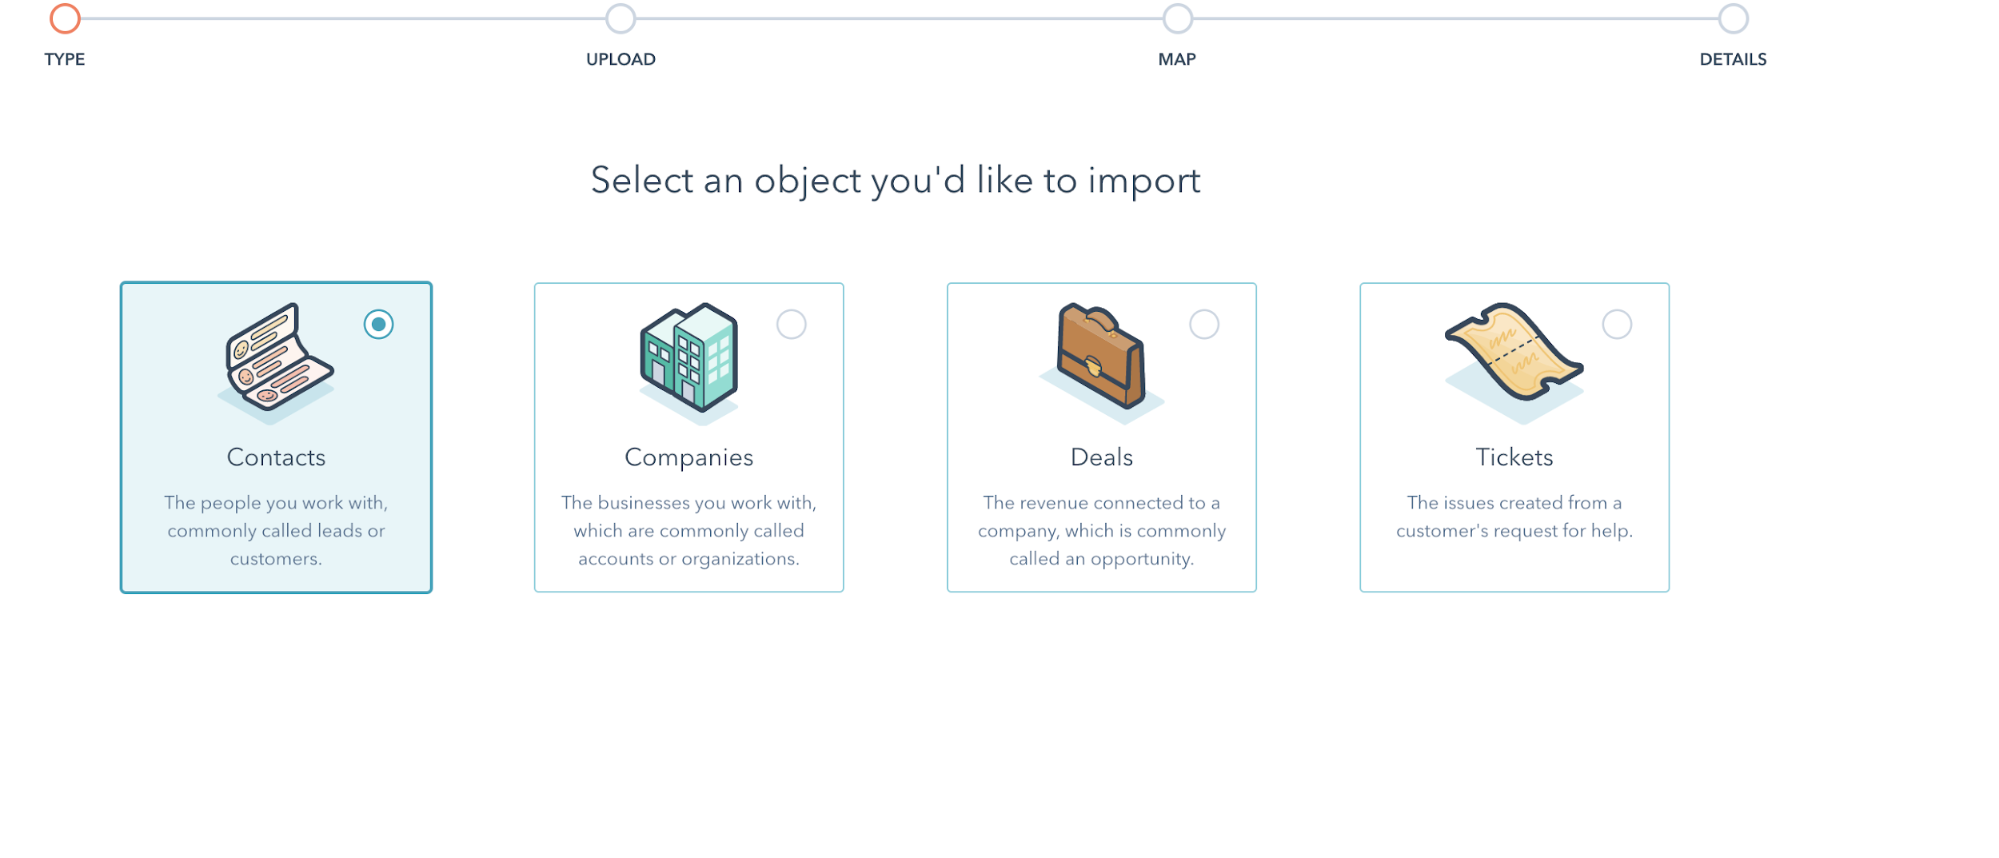 TYPE UPLOAD MAP DETAILS
Select an object you'd like to import
Contacts
The people you work with,
commonly called leads or
customers.
Companies
The businesses you work with,
which are commonly called
accounts or organizations.
Deals
The revenue connected to a
company, which is commonly
called an opportunity.
Tickets
The issues created from a
customer's request for help.